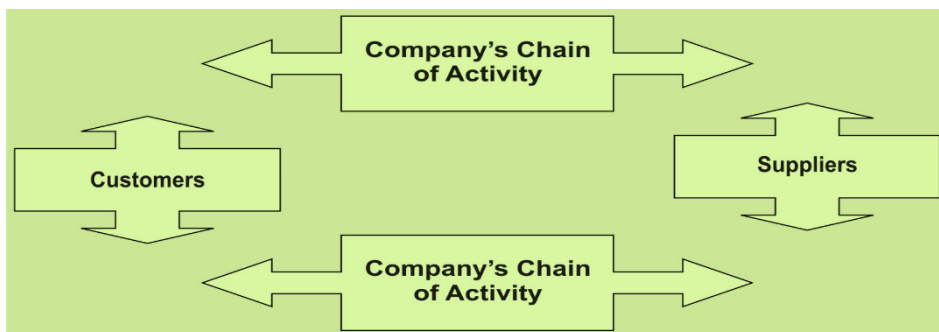 Company’s Chain
of Activity
Customers
Suppliers
Company’s Chain
of Activity